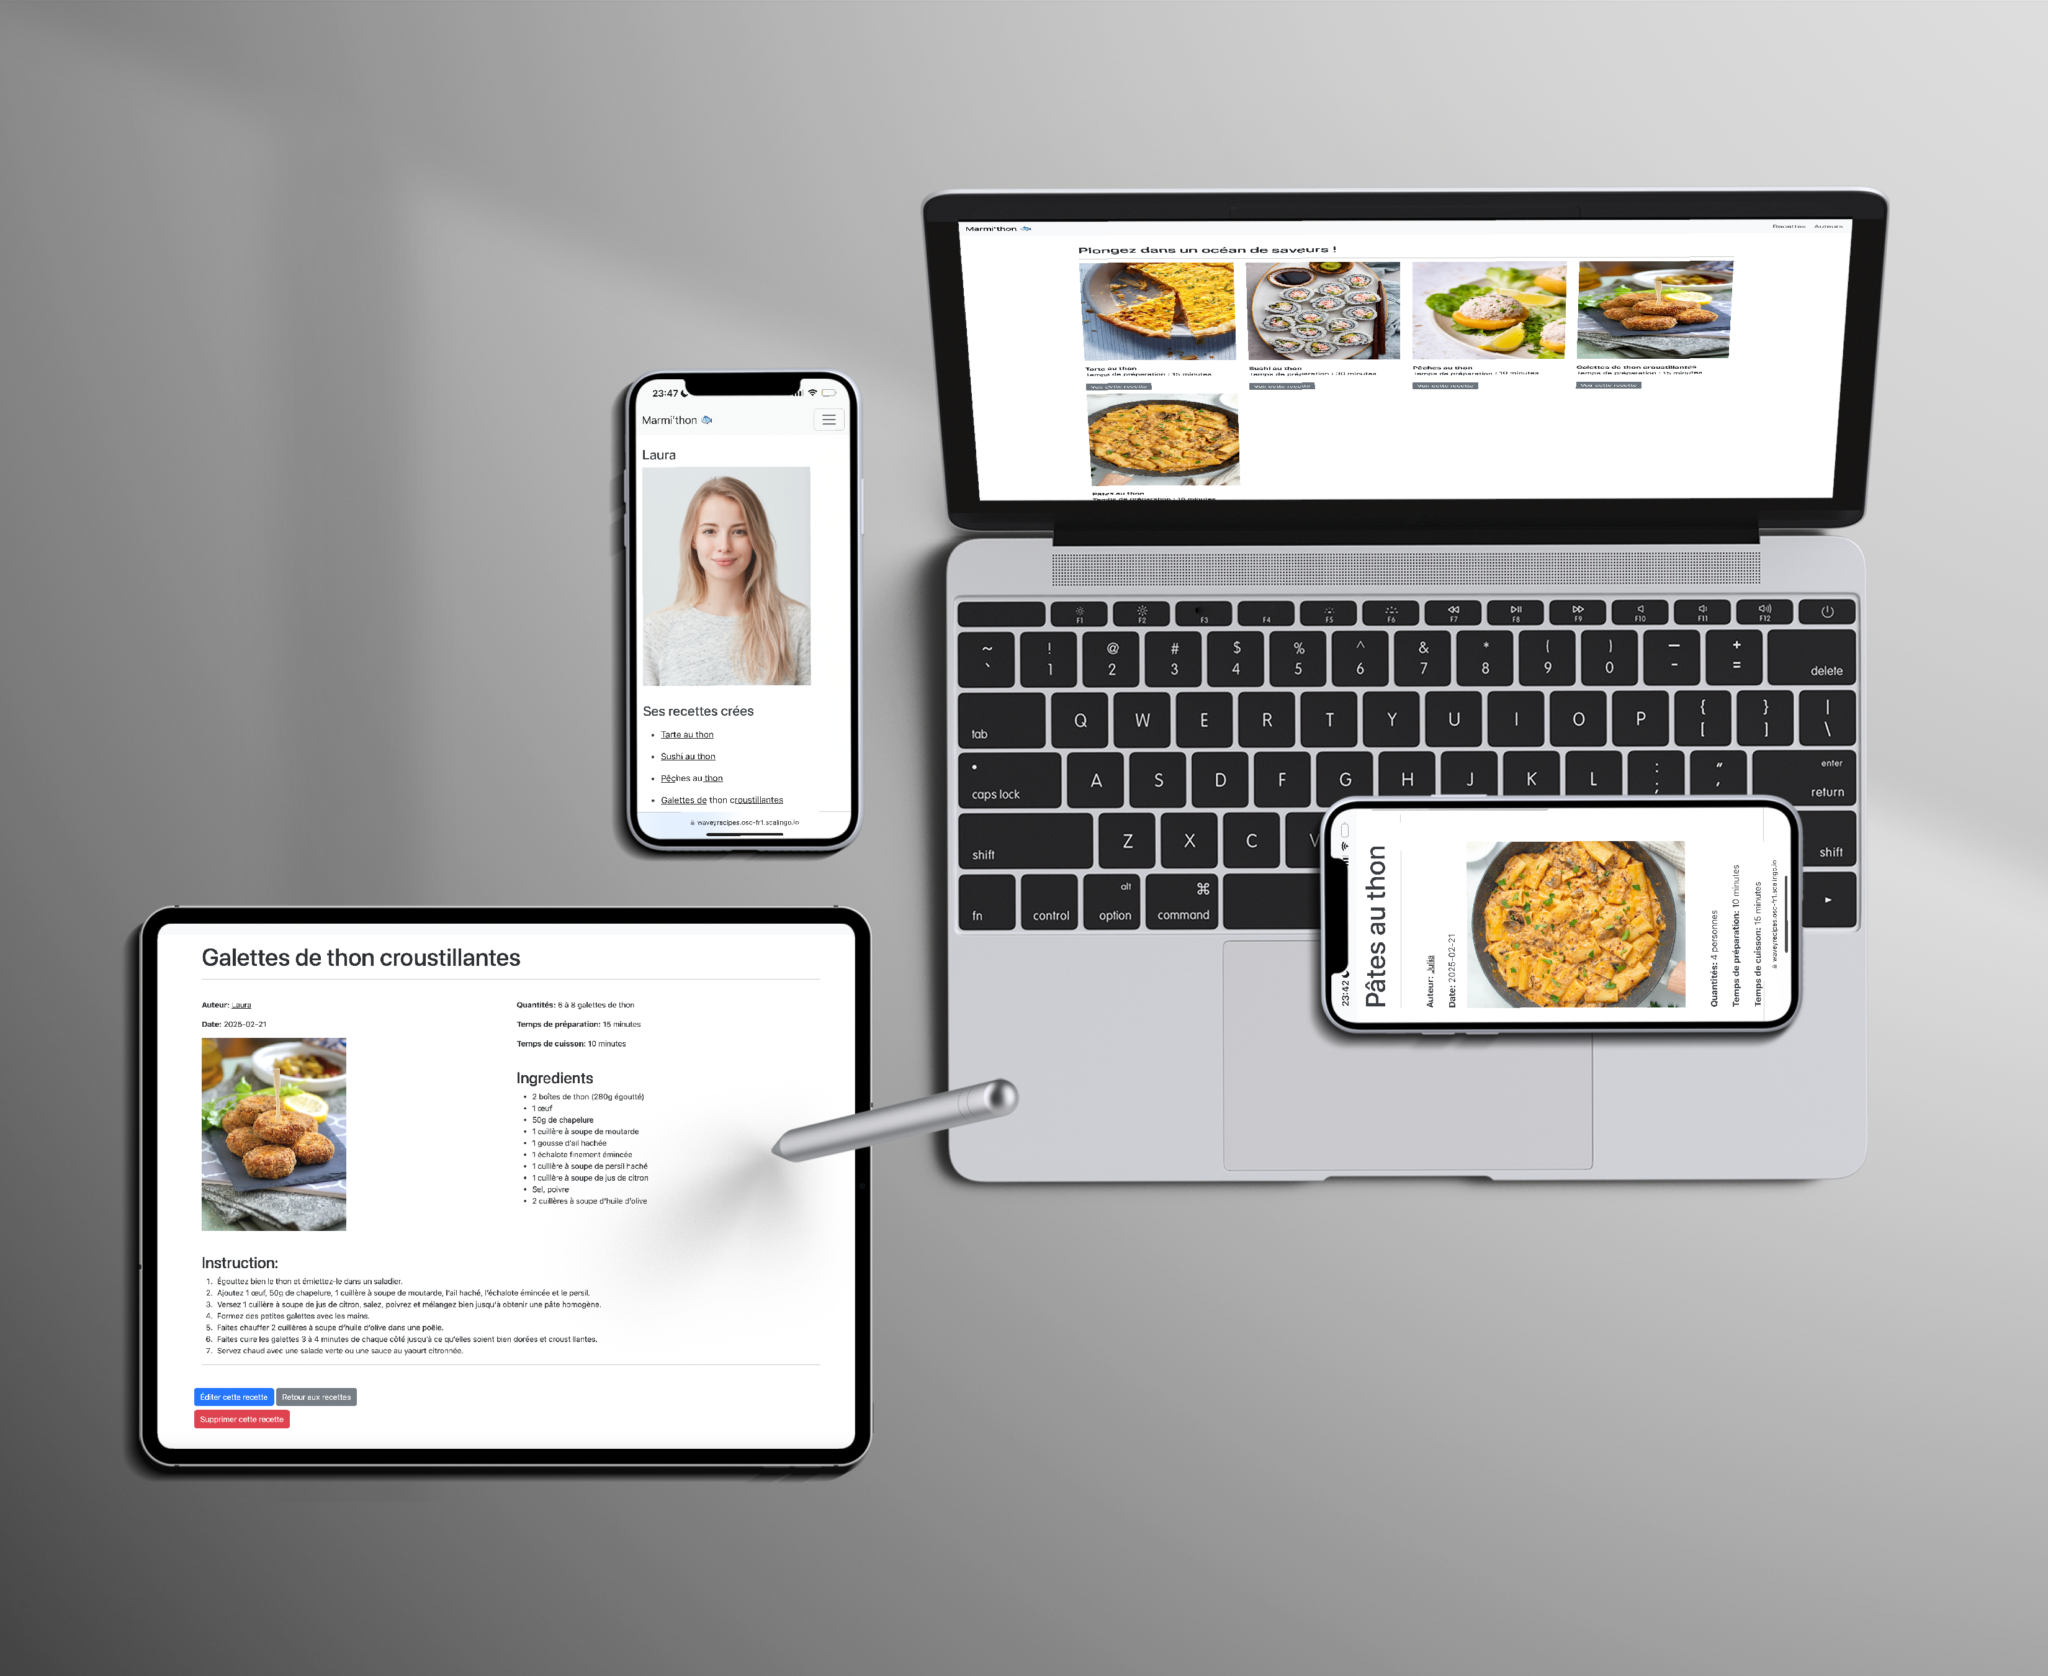 Marmi'thon
Recettes Auteurs
Plongez dans un océan de saveurs !
Tarte au thon
Temps de préparation : 15 minutes
Voir cette recette
Sushi au thon
Temps de préparation : 30 minutes
Voir cette recette
Pêches au thon
Temps de préparation : 10 minutes
Voir cette recette
Galettes de thon croustillantes
Temps de préparation : 15 minutes
Voir cette recette
Pâtes au thon
Temps de préparation : 10 minutes
23:47
Marmi'thon
Laura
Ses recettes crées
Tarte au thon
Sushi au thon
Pêches au thon
Galettes de thon croustillantes
waveyrecipes.osc-fr1.scalingo.io
F1 F2 F3 F4 F5 F6 F7 F8 F9 F10 F11 F12
~ ` ! 1 @ 2 # 3 $ 4 % 5 ^ 6 & 7 * 8 ( 9 ) 0 — - + = delete
tab Q W E R T Y U I O P { [ } ] | \
caps lock A S D F G H J K L : ; " , enter return
shift Z X C V shift
fn control alt option ⌘ command
23:42
Pâtes au thon
Auteur: Julia
Date: 2025-02-21
Quantités: 4 personnes
Temps de préparation: 10 minutes
Temps de cuisson: 15 minutes
waveyrecipes.osc-fr1.scalingo.io
Galettes de thon croustillantes
Auteur: Laura
Date: 2025-02-21
Quantités: 6 à 8 galettes de thon
Temps de préparation: 15 minutes
Temps de cuisson: 10 minutes
Ingredients
2 boîtes de thon (280g égoutté)
1 œuf
50g de chapelure
1 cuillère à soupe de moutarde
1 gousse d'ail hachée
1 échalote finement émincée
1 cuillère à soupe de persil haché
1 cuillère à soupe de jus de citron
Sel, poivre
2 cuillères à soupe d'huile d'olive
Instruction:
1. Égouttez bien le thon et émiettez-le dans un saladier.
2. Ajoutez 1 œuf, 50g de chapelure, 1 cuillère à soupe de moutarde, l'ail haché, l'échalote émincée et le persil.
3. Versez 1 cuillère à soupe de jus de citron, salez, poivrez et mélangez bien jusqu'à obtenir une pâte homogène.
4. Formez des petites galettes avec les mains.
5. Faites chauffer 2 cuillères à soupe d'huile d'olive dans une poêle.
6. Faites cuire les galettes 3 à 4 minutes de chaque côté jusqu'à ce qu'elles soient bien dorées et croustillantes.
7. Servez chaud avec une salade verte ou une sauce au yaourt citronnée.
Éditer cette recette Retour aux recettes
Supprimer cette recette